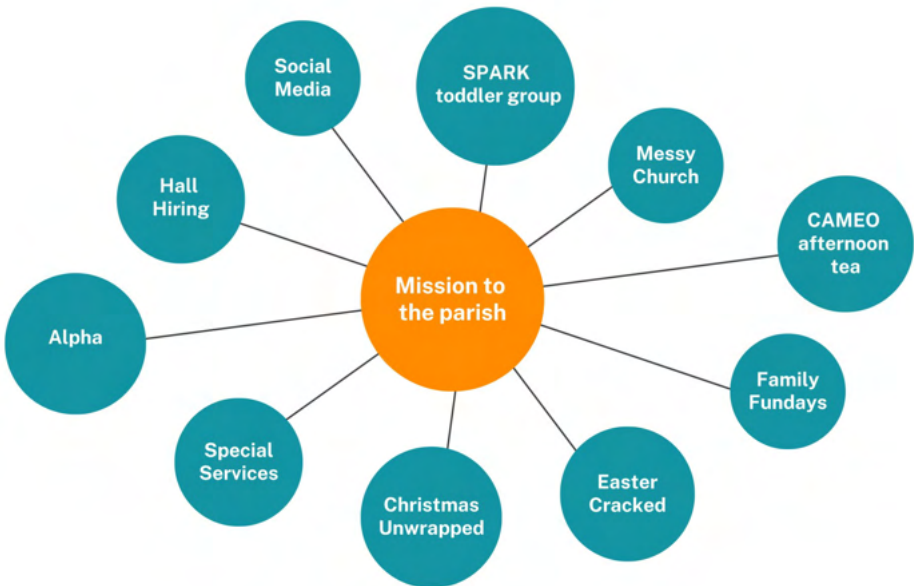 Social
Media
SPARK
toddler group
Messy
Church
Hall
Hiring
CAMEO
afternoon
tea
Mission to
the parish
Alpha
Family
Fundays
Special
Services
Easter
Cracked
Christmas
Unwrapped